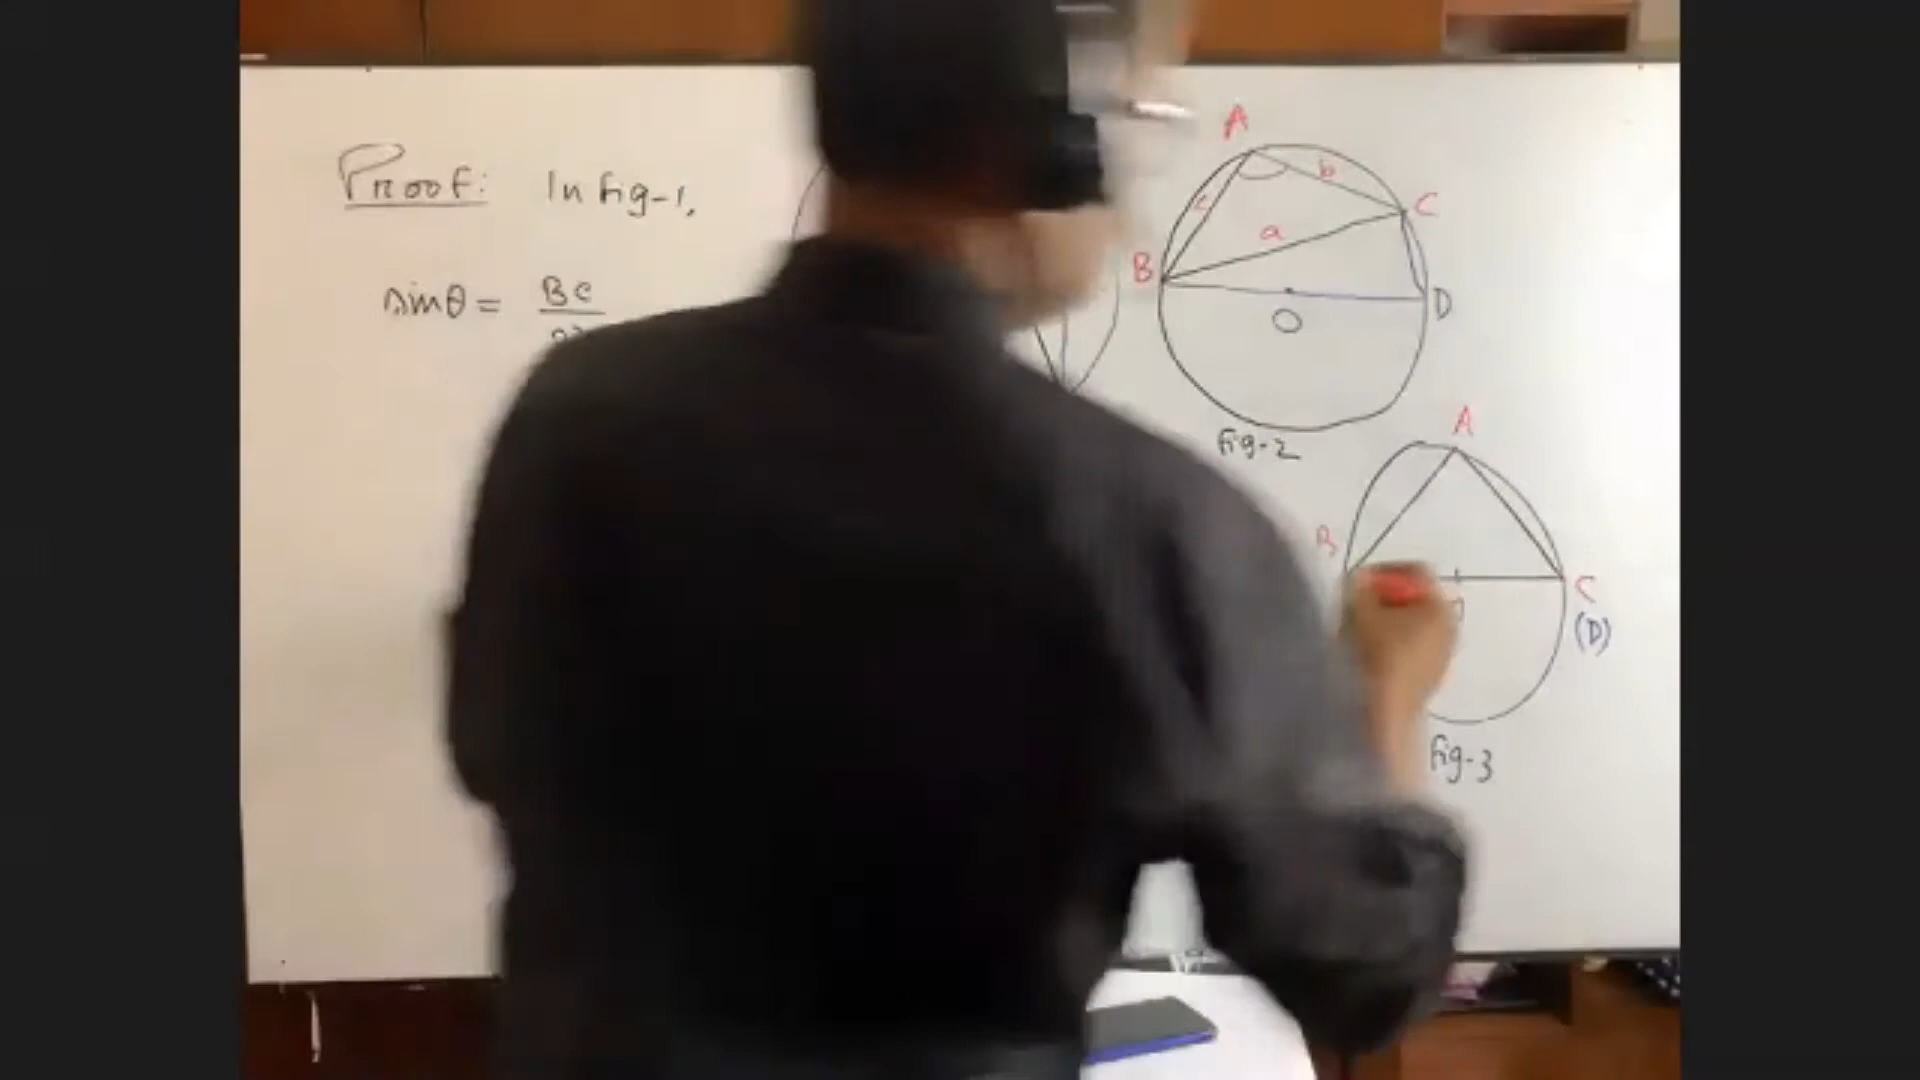 Proof: In fig-1,
sinθ = BC
A
b
c
C
a
B
D
O
fig-2
A
B
C
(D)
fig-3